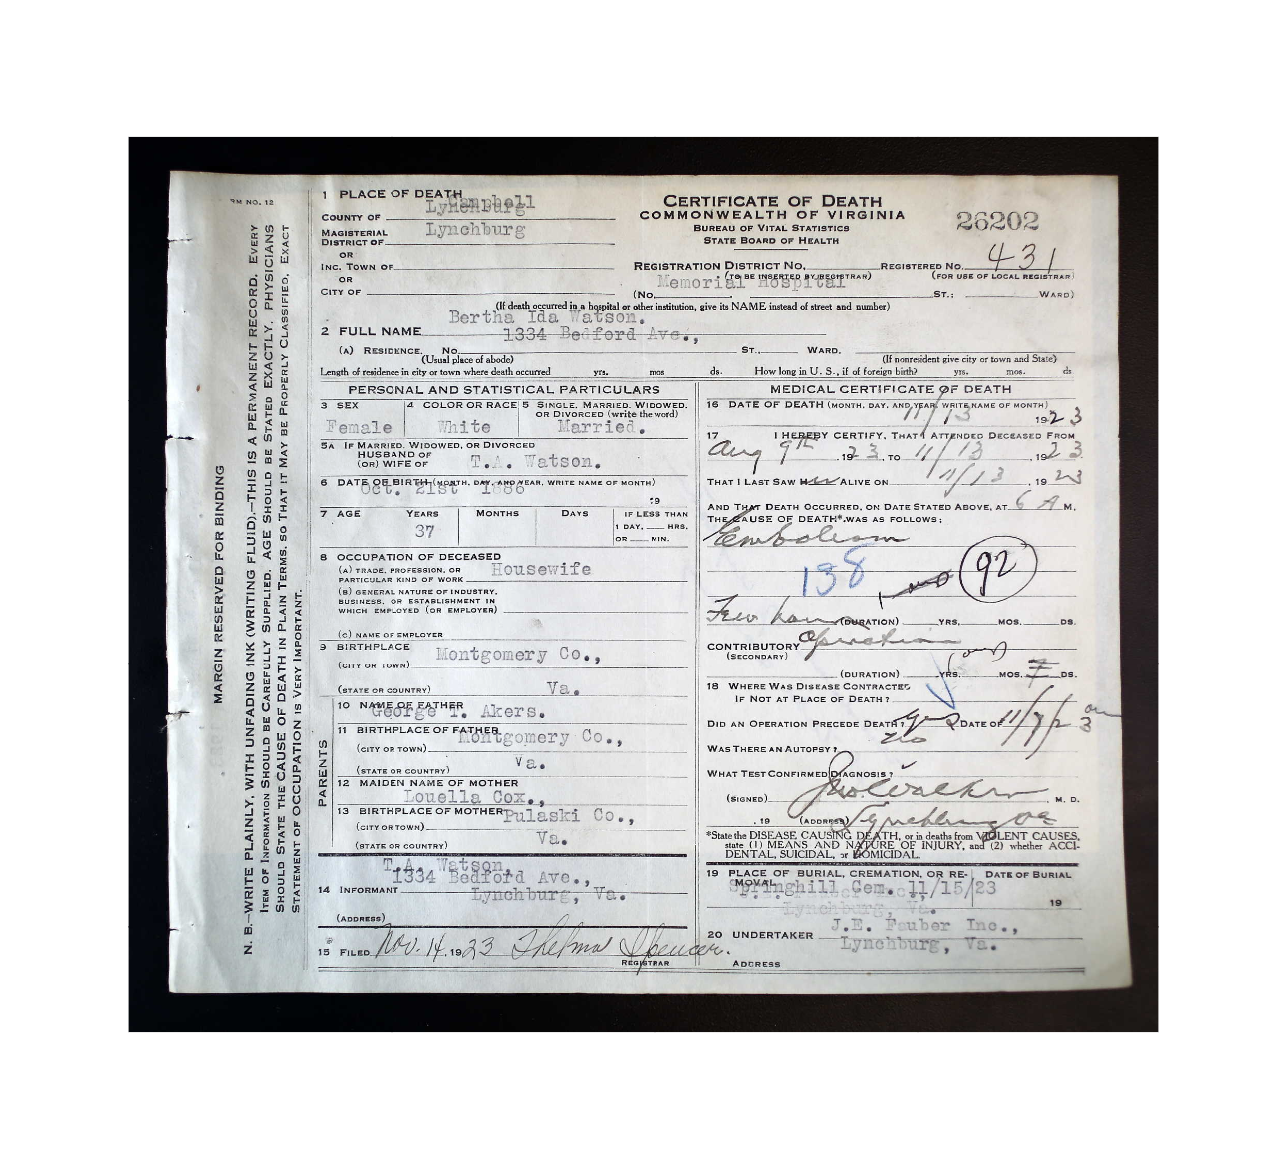 RM NO. 12
MARGIN RESERVED FOR BINDING
N. B.—WRITE PLAINLY, WITH UNFADING INK (WRITING FLUID),—THIS IS A PERMANENT RECORD. EVERY
ITEM OF INFORMATION SHOULD BE CAREFULLY SUPPLIED. AGE SHOULD BE STATED EXACTLY. PHYSICIANS
SHOULD STATE THE CAUSE OF DEATH IN PLAIN TERMS, SO THAT IT MAY BE PROPERLY CLASSIFIED. EXACT
STATEMENT OF OCCUPATION IS VERY IMPORTANT.
1 PLACE OF DEATH
COUNTY OF Lynchburg
MAGISTERIAL Lynchburg
DISTRICT OF
OR
INC. TOWN OF
OR
CITY OF
CERTIFICATE OF DEATH
COMMONWEALTH OF VIRGINIA
BUREAU OF VITAL STATISTICS
STATE BOARD OF HEALTH
26202
REGISTRATION DISTRICT NO. REGISTERED NO. 431
(TO BE INSERTED BY REGISTRAR) (FOR USE OF LOCAL REGISTRAR)
Memorial Hospital
(No. ST.; WARD)
(If death occurred in a hospital or other institution, give its NAME instead of street and number)
Bertha Ida Watson.
2 FULL NAME
1334 Bedford Ave.,
(A) RESIDENCE. No. ST., WARD.
(Usual place of abode) (If nonresident give city or town and State)
Length of residence in city or town where death occurred yrs. mos ds. How long in U. S., if of foreign birth? yrs. mos. ds
PERSONAL AND STATISTICAL PARTICULARS
3 SEX 4 COLOR OR RACE 5 SINGLE, MARRIED, WIDOWED,
OR DIVORCED (write the word)
Female White Married.
5A IF MARRIED, WIDOWED, OR DIVORCED
HUSBAND OF
(OR) WIFE OF T.A. Watson.
6 DATE OF BIRTH (MONTH, DAY, AND YEAR, WRITE NAME OF MONTH)
Oct. 21st 1886
19
7 AGE YEARS MONTHS DAYS IF LESS THAN
1 DAY, HRS.
OR MIN.
37
8 OCCUPATION OF DECEASED
(A) TRADE, PROFESSION, OR
PARTICULAR KIND OF WORK Housewife
(B) GENERAL NATURE OF INDUSTRY,
BUSINESS, OR ESTABLISHMENT IN
WHICH EMPLOYED (OR EMPLOYER)
(C) NAME OF EMPLOYER
9 BIRTHPLACE Montgomery Co.,
(CITY OR TOWN)
(STATE OR COUNTRY) Va.
PARENTS
10 NAME OF FATHER
George T. Akers.
11 BIRTHPLACE OF FATHER Montgomery Co.,
(CITY OR TOWN)
(STATE OR COUNTRY) Va.
12 MAIDEN NAME OF MOTHER
Louella Cox.,
13 BIRTHPLACE OF MOTHER Pulaski Co.,
(CITY OR TOWN)
(STATE OR COUNTRY) Va.
T.A. Watson,
1334 Bedford Ave.,
14 INFORMANT Lynchburg, Va.
(ADDRESS)
15 FILED Nov. 14. 1923 Thelma Spencer.
REGISTRAR
MEDICAL CERTIFICATE OF DEATH
16 DATE OF DEATH (MONTH, DAY, AND YEAR, WRITE NAME OF MONTH)
11/13 1923
17 I HEREBY CERTIFY, THAT I ATTENDED DECEASED FROM
Aug 9th, 1923, TO 11/13, 1923
THAT I LAST SAW her ALIVE ON 11/13, 1923
AND THAT DEATH OCCURRED, ON DATE STATED ABOVE, AT 6 A M.
THE CAUSE OF DEATH* WAS AS FOLLOWS:
Embolism
138
92
Few hours (DURATION) YRS. MOS. DS.
CONTRIBUTORY Operation
(SECONDARY)
(DURATION) YRS. MOS. 7 DS.
18 WHERE WAS DISEASE CONTRACTED
IF NOT AT PLACE OF DEATH?
DID AN OPERATION PRECEDE DEATH? yes DATE OF 11/7/23
WAS THERE AN AUTOPSY? no
WHAT TEST CONFIRMED DIAGNOSIS?
(SIGNED) Jno Walker M. D.
, 19 (ADDRESS) Lynchburg Va
*State the DISEASE CAUSING DEATH, or in deaths from VIOLENT CAUSES,
state (1) MEANS AND NATURE OF INJURY, and (2) whether ACCI-
DENTAL, SUICIDAL, or HOMICIDAL.
19 PLACE OF BURIAL, CREMATION, OR RE- DATE OF BURIAL
MOVAL
Springhill Cem. 11/15/23
19
Lynchburg, Va.
20 UNDERTAKER J.E. Fauber Inc.,
Lynchburg, Va.
ADDRESS